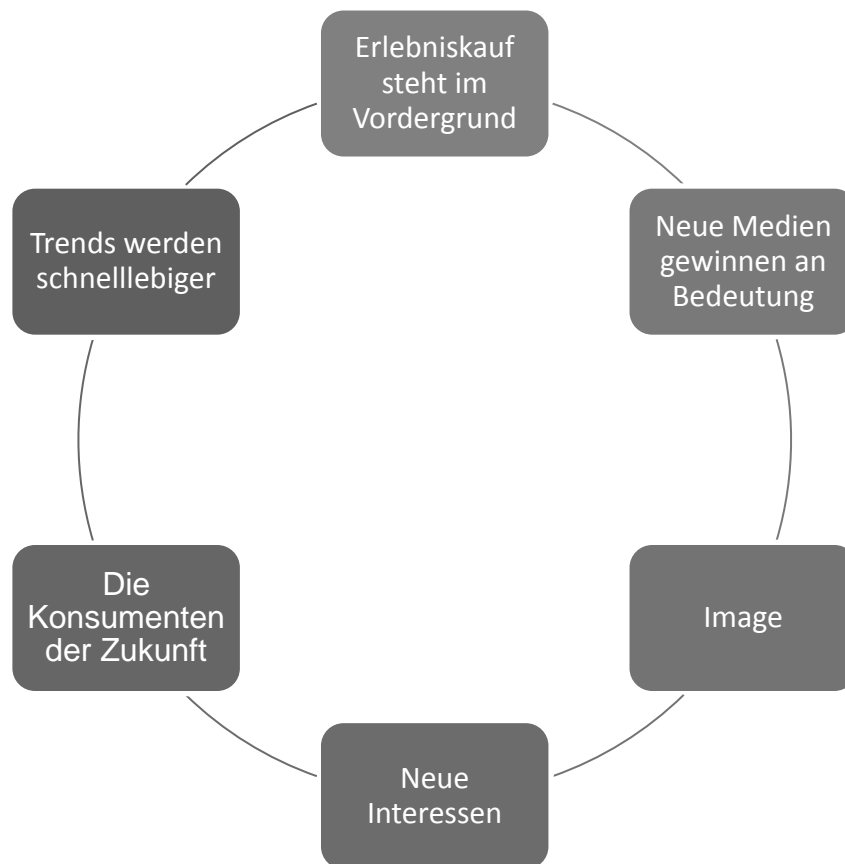 Erlebniskauf
steht im
Vordergrund
Neue Medien
gewinnen an
Bedeutung
Image
Neue
Interessen
Die
Konsumenten
der Zukunft
Trends werden
schnelllebiger